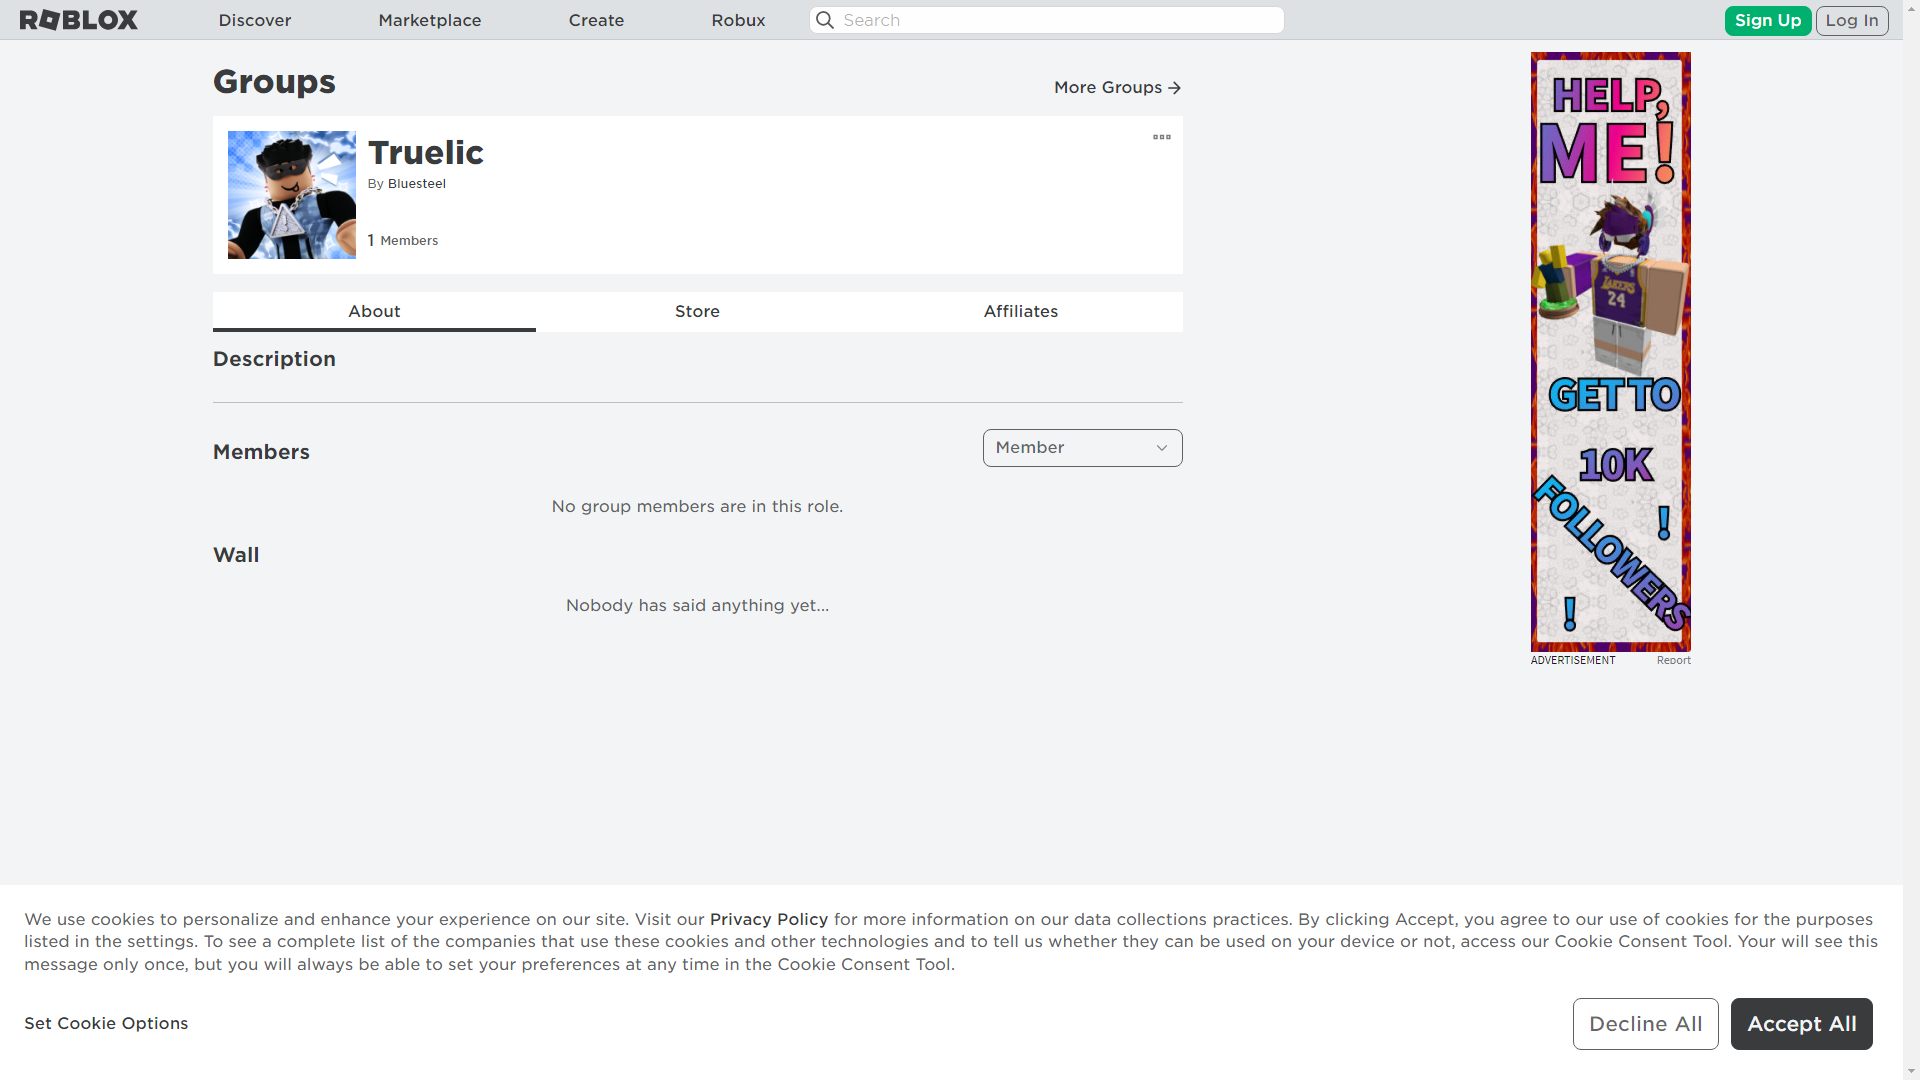 ROBLOX Discover Marketplace Create Robux Search Sign Up Log In
Groups
More Groups
Truelic
By Bluesteel
1 Members
About Store Affiliates
Description
Members
Member
No group members are in this role.
Wall
Nobody has said anything yet...
HELP,
ME!
LAKERS
24
GET TO
10K
FOLLOWERS
!
!
ADVERTISEMENT Report
We use cookies to personalize and enhance your experience on our site. Visit our Privacy Policy for more information on our data collections practices. By clicking Accept, you agree to our use of cookies for the purposes
listed in the settings. To see a complete list of the companies that use these cookies and other technologies and to tell us whether they can be used on your device or not, access our Cookie Consent Tool. Your will see this
message only once, but you will always be able to set your preferences at any time in the Cookie Consent Tool.
Set Cookie Options
Decline All
Accept All